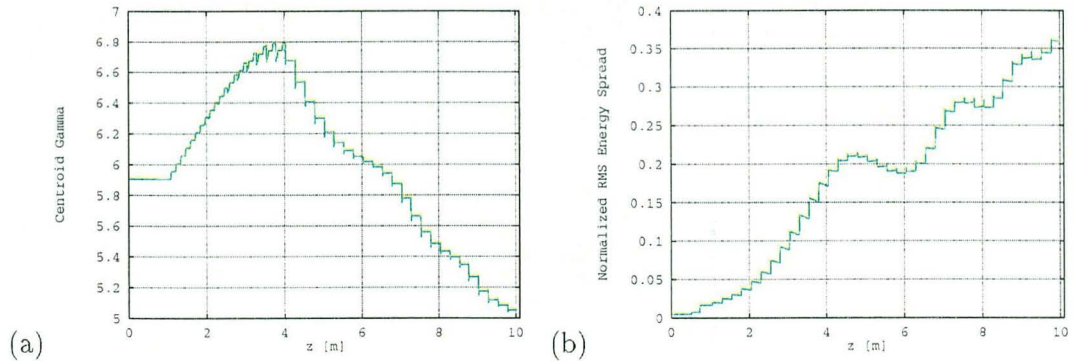 7
6.8
6.6
6.4
6.2
6
5.8
5.6
5.4
5.2
5
Centroid Gamma
0 2 4 6 8 10
z [m]
(a)
0.4
0.35
0.3
0.25
0.2
0.15
0.1
0.05
0
Normalized RMS Energy Spread
0 2 4 6 8 10
z [m]
(b)